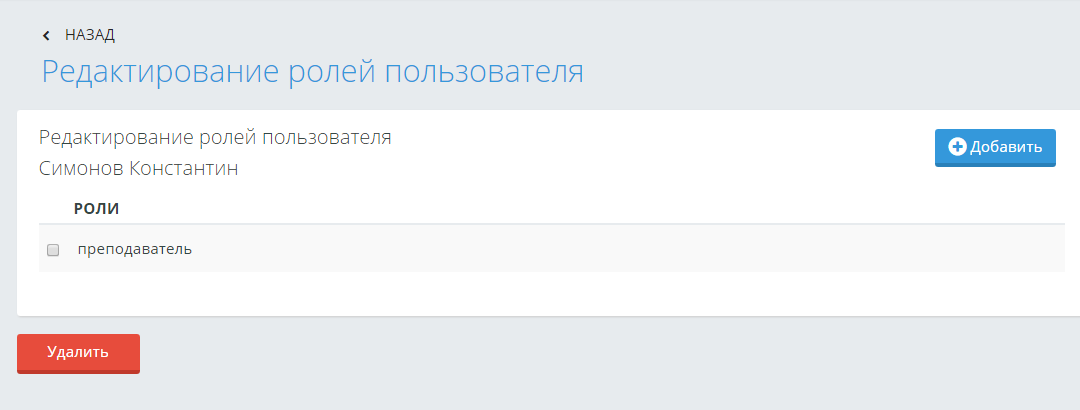 НАЗАД
Редактирование ролей пользователя
Редактирование ролей пользователя
Добавить
Симонов Константин
РОЛИ
преподаватель
Удалить